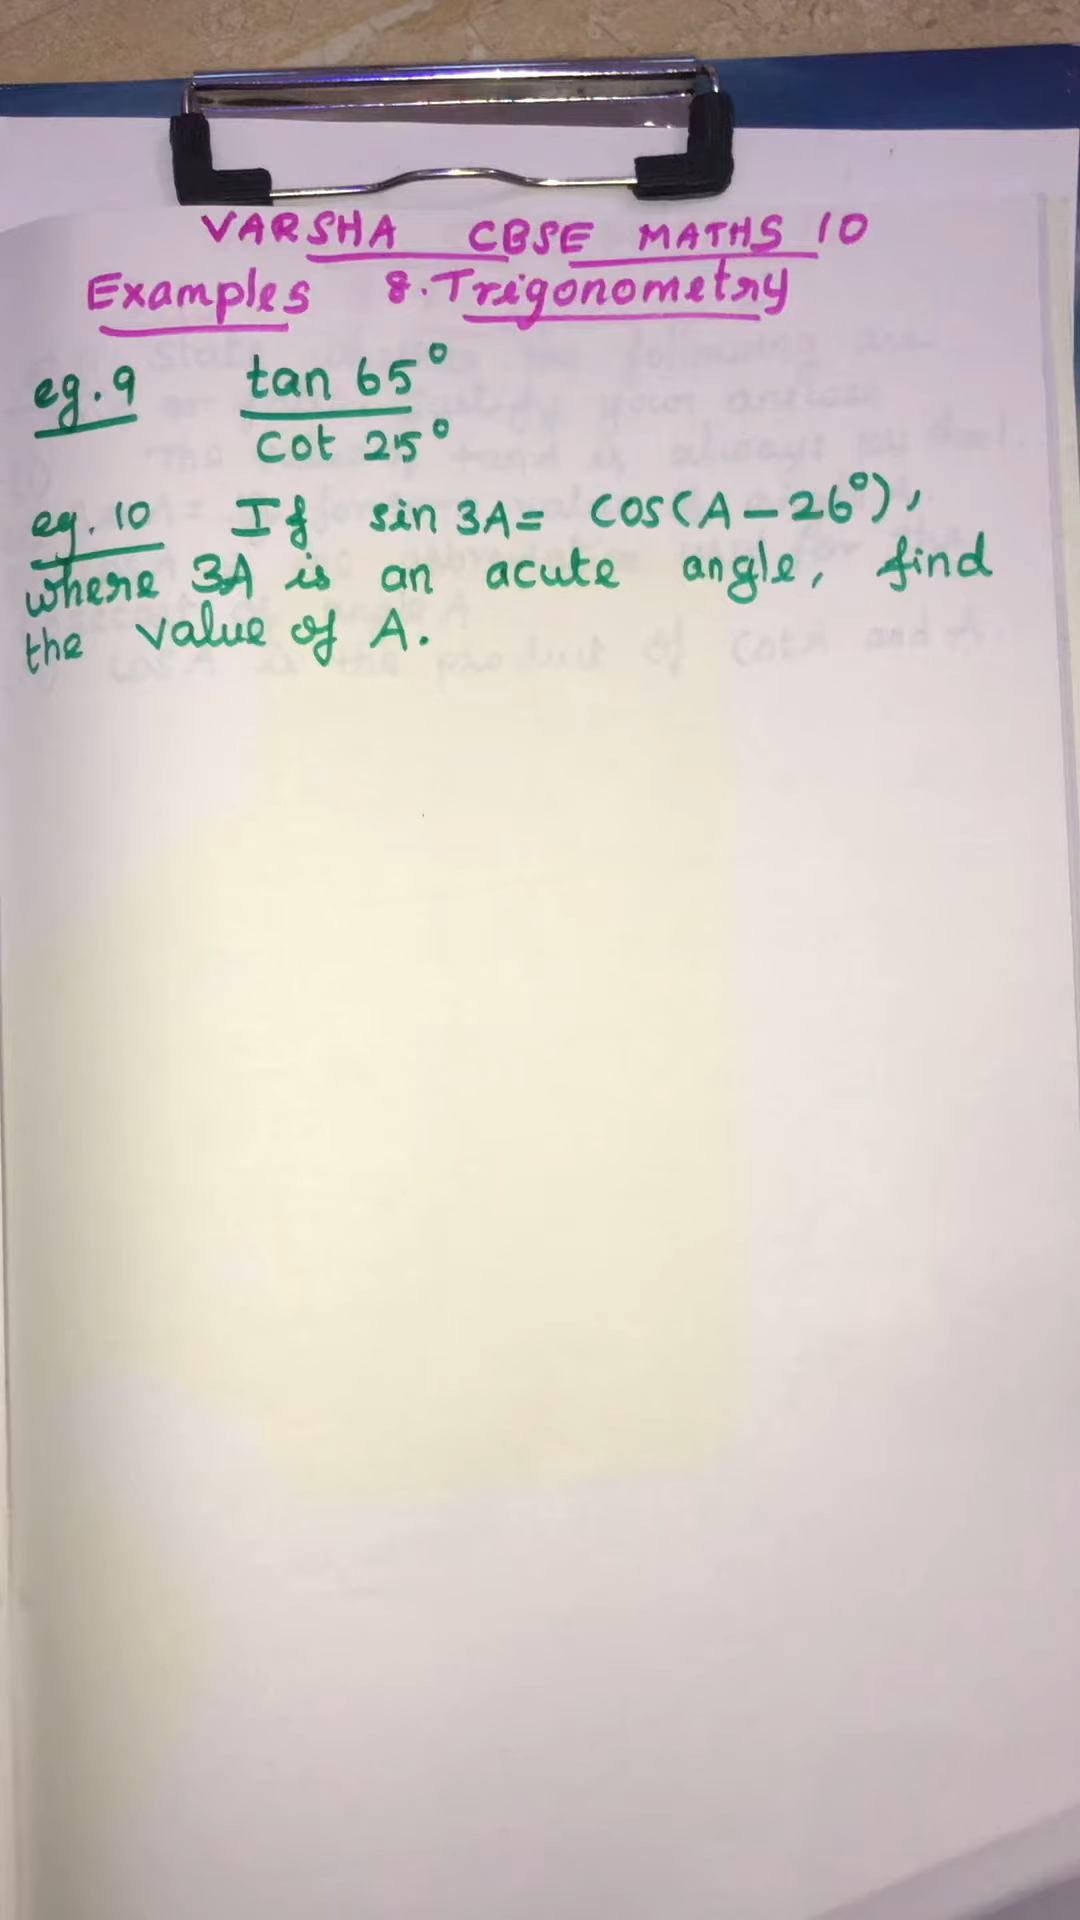 VARSHA CBSE MATHS 10
Examples 8. Trigonometry
eg. 9 tan 65°
cot 25°
eg. 10 If sin 3A = cos(A - 26°),
where 3A is an acute angle, find
the value of A.